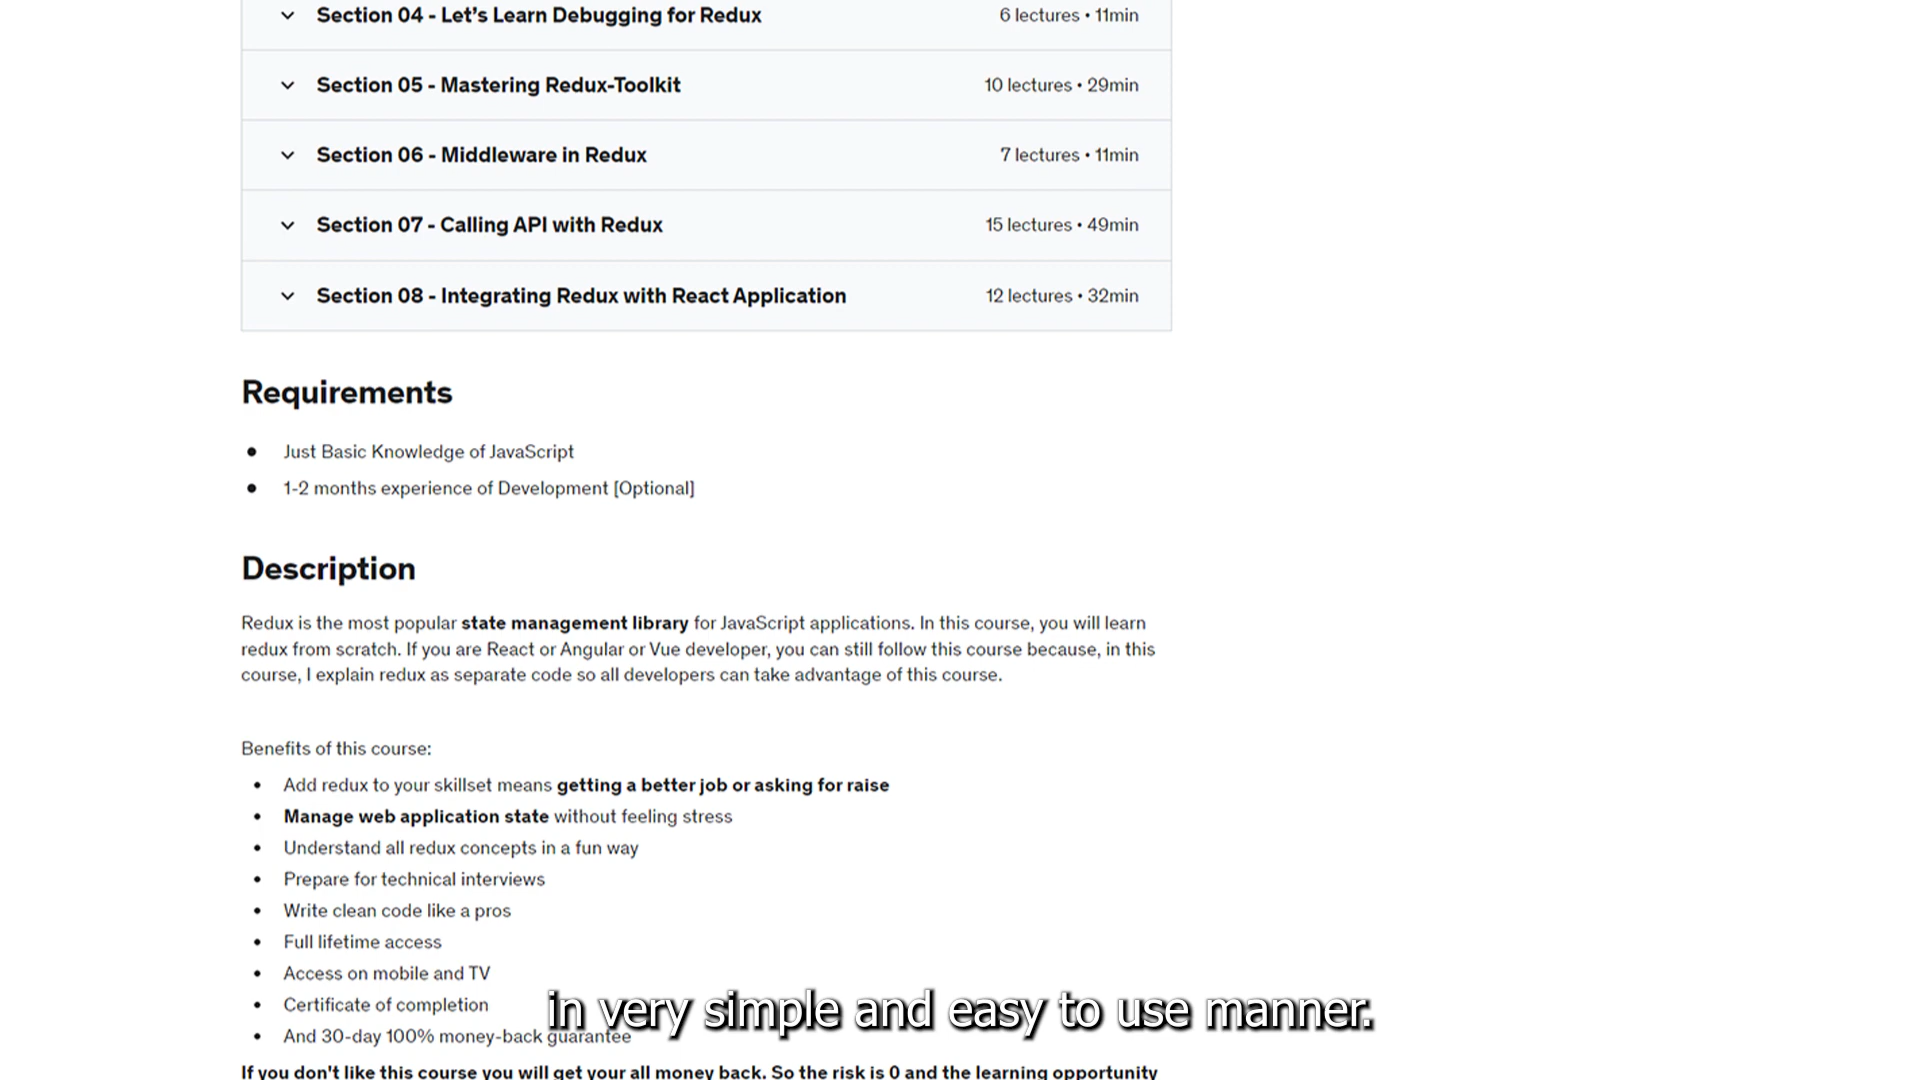 Section 04 - Let's Learn Debugging for Redux 6 lectures • 11min
Section 05 - Mastering Redux-Toolkit 10 lectures • 29min
Section 06 - Middleware in Redux 7 lectures • 11min
Section 07 - Calling API with Redux 15 lectures • 49min
Section 08 - Integrating Redux with React Application 12 lectures • 32min
Requirements
• Just Basic Knowledge of JavaScript
• 1-2 months experience of Development [Optional]
Description
Redux is the most popular state management library for JavaScript applications. In this course, you will learn
redux from scratch. If you are React or Angular or Vue developer, you can still follow this course because, in this
course, I explain redux as separate code so all developers can take advantage of this course.
Benefits of this course:
• Add redux to your skillset means getting a better job or asking for raise
• Manage web application state without feeling stress
• Understand all redux concepts in a fun way
• Prepare for technical interviews
• Write clean code like a pros
• Full lifetime access
• Access on mobile and TV
• Certificate of completion
in very simple and easy to use manner.
• And 30-day 100% money-back guarantee
If you don't like this course you will get your all money back. So the risk is 0 and the learning opportunity